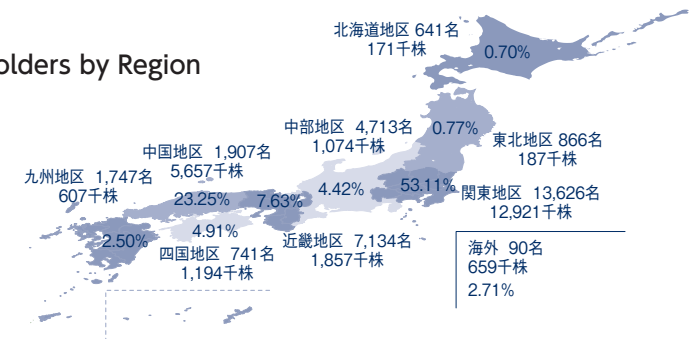 olders by Region
北海道地区 641名
171千株
0.70%
0.77%
東北地区 866名
187千株
中部地区 4,713名
1,074千株
4.42%
53.11%
関東地区 13,626名
12,921千株
中国地区 1,907名
5,657千株
23.25%
7.63%
近畿地区 7,134名
1,857千株
九州地区 1,747名
607千株
2.50%
4.91%
四国地区 741名
1,194千株
海外 90名
659千株
2.71%